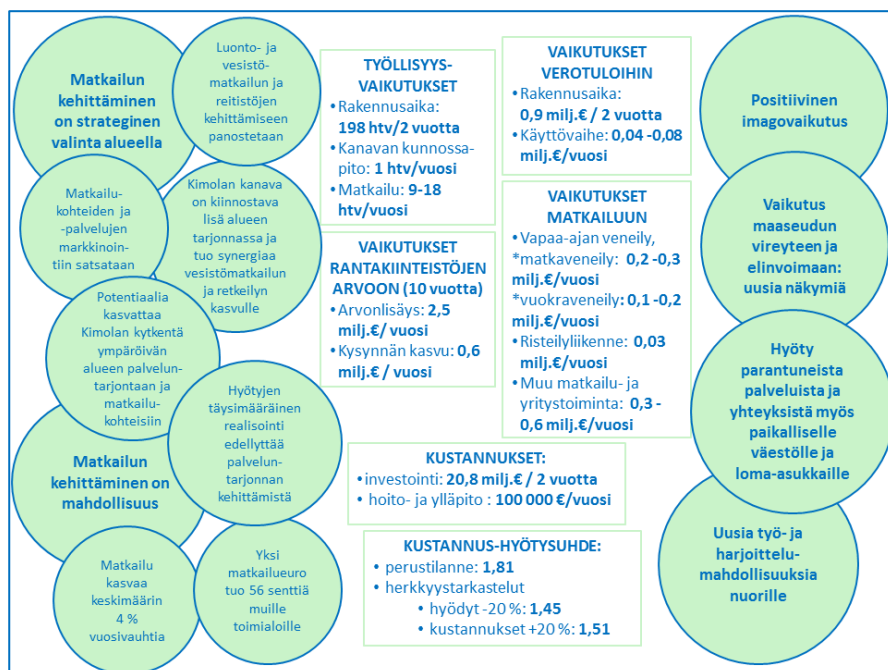 Matkailun
kehittäminen
on strateginen
valinta alueella
Luonto- ja
vesistö-
matkailun ja
reitistöjen
kehittämiseen
panostetaan
Matkailu-
kohteiden ja
-palvelujen
markkinoin-
tiin satsataan
Kimolan kanava
on kiinnostava
lisä alueen
tarjonnassa ja
tuo synergiaa
vesistömatkailun
ja retkeilyn
kasvulle
Potentiaalia
kasvattaa
Kimolan kytkentä
ympäröivän
alueen palvelun-
tarjontaan ja
matkailu-
kohteisiin
Hyötyjen
täysimääräinen
realisointi
edellyttää
palvelun-
tarjonnan
kehittämistä
Matkailun
kehittäminen on
mahdollisuus
Matkailu
kasvaa
keskimäärin
4 %
vuosivauhtia
Yksi
matkailueuro
tuo 56 senttiä
muille
toimialoille
TYÖLLISYYS-
VAIKUTUKSET
• Rakennusaika:
198 htv/2 vuotta
• Kanavan kunnossa-
pito: 1 htv/vuosi
• Matkailu: 9-18
htv/vuosi
VAIKUTUKSET
RANTAKIINTEISTÖJEN
ARVOON (10 vuotta)
• Arvonlisäys: 2,5
milj.€/ vuosi
• Kysynnän kasvu: 0,6
milj.€ / vuosi
VAIKUTUKSET
VEROTULOIHIN
• Rakennusaika:
0,9 milj.€ / 2 vuotta
• Käyttövaihe: 0,04 -0,08
milj.€/vuosi
VAIKUTUKSET
MATKAILUUN
• Vapaa-ajan veneily,
*matkaveneily: 0,2 -0,3
milj.€/vuosi
*vuokraveneily: 0,1 -0,2
milj.€/vuosi
• Risteilyliikenne: 0,03
milj.€/vuosi
• Muu matkailu- ja
yritystoiminta: 0,3 -
0,6 milj.€/vuosi
KUSTANNUKSET:
• investointi: 20,8 milj.€ / 2 vuotta
• hoito- ja ylläpito : 100 000 €/vuosi
KUSTANNUS-HYÖTYSUHDE:
• perustilanne: 1,81
• herkkyystarkastelut
• hyödyt -20 %: 1,45
• kustannukset +20 %: 1,51
Positiivinen
imagovaikutus
Vaikutus
maaseudun
vireyteen ja
elinvoimaan:
uusia näkymiä
Hyöty
parantuneista
palveluista ja
yhteyksistä myös
paikalliselle
väestölle ja
loma-asukkaille
Uusia työ- ja
harjoittelu-
mahdollisuuksia
nuorille